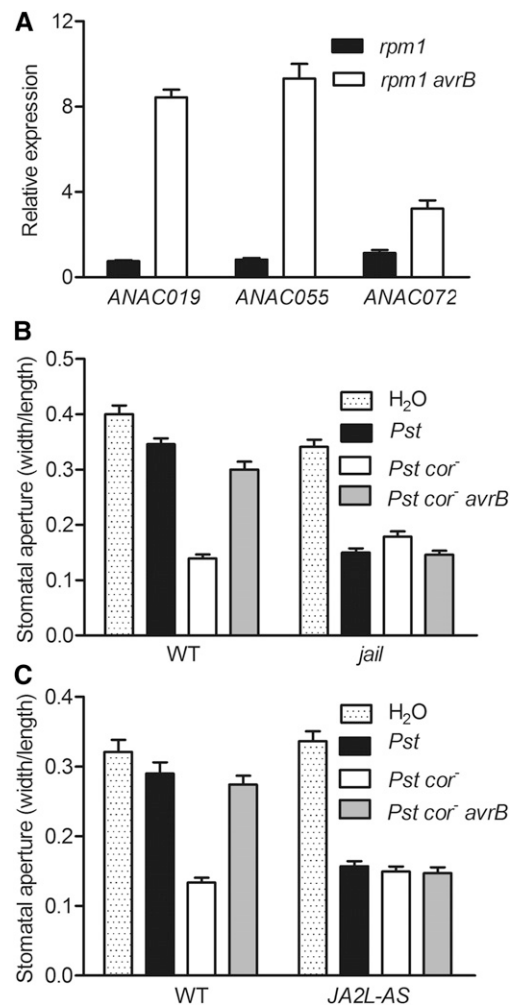 A
Relative expression
12
8
4
0
rpm1
rpm1 avrB
ANAC019 ANAC055 ANAC072
B
Stomatal aperture (width/length)
0.5
0.4
0.3
0.2
0.1
0.0
H₂O
Pst
Pst cor⁻
Pst cor⁻ avrB
WT jail
C
Stomatal aperture (width/length)
0.4
0.3
0.2
0.1
0.0
H₂O
Pst
Pst cor⁻
Pst cor⁻ avrB
WT JA2L-AS